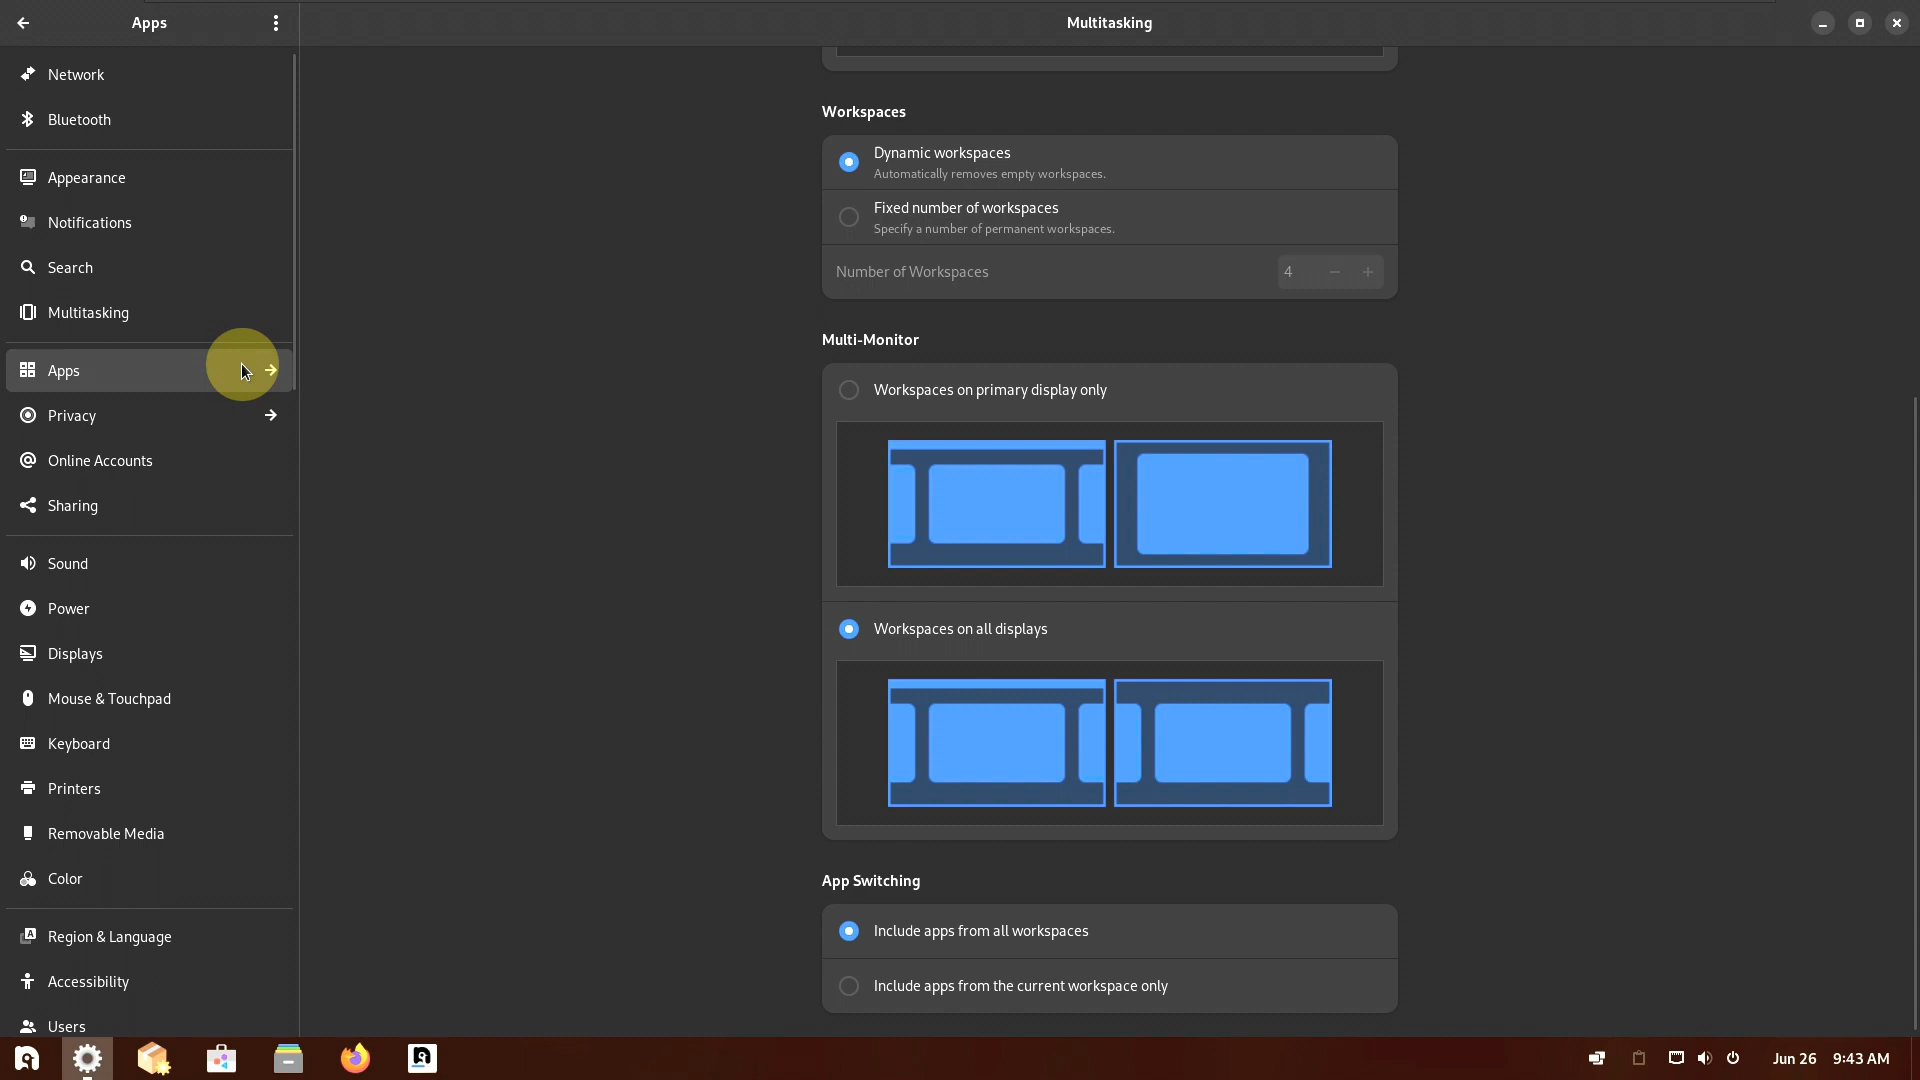 Apps
Multitasking
Network
Bluetooth
Appearance
Notifications
Search
Multitasking
Apps
Privacy
Online Accounts
Sharing
Sound
Power
Displays
Mouse & Touchpad
Keyboard
Printers
Removable Media
Color
Region & Language
Accessibility
Users
Workspaces
Dynamic workspaces
Automatically removes empty workspaces.
Fixed number of workspaces
Specify a number of permanent workspaces.
Number of Workspaces 4
Multi-Monitor
Workspaces on primary display only
Workspaces on all displays
App Switching
Include apps from all workspaces
Include apps from the current workspace only
Jun 26 9:43 AM